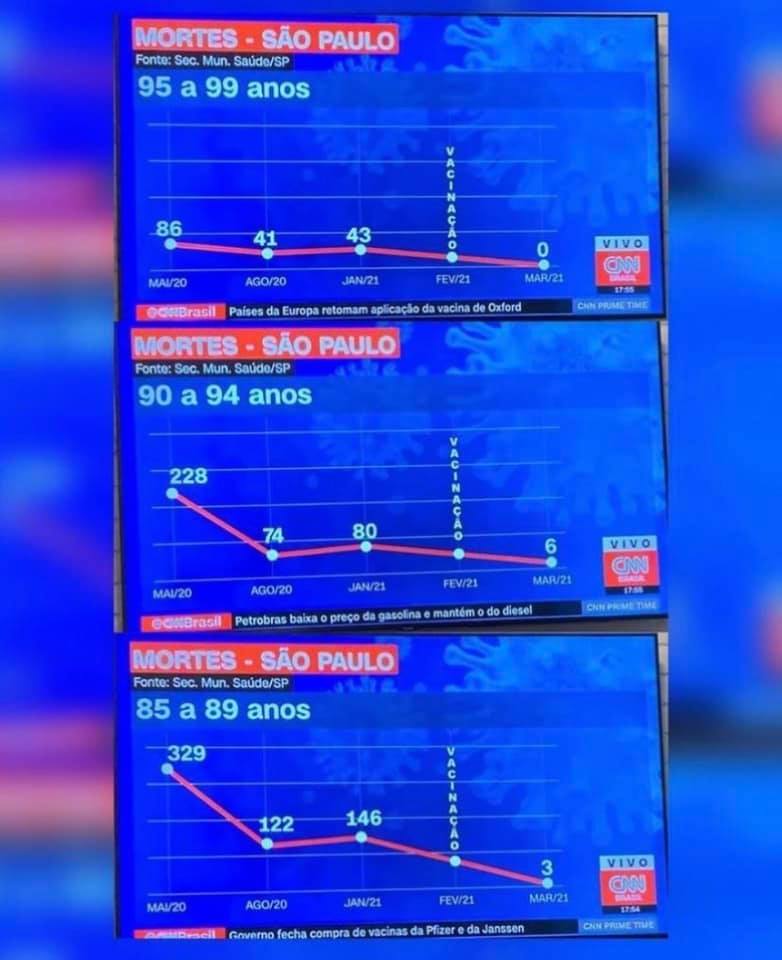 MORTES - SÃO PAULO
Fonte: Sec. Mun. Saúde/SP
95 a 99 anos
86
41
43
VACINAÇÃO
0
MAI/20
AGO/20
JAN/21
FEV/21
MAR/21
VIVO
CNN
BRASIL
17:55
@CNNBrasil
Países da Europa retomam aplicação da vacina de Oxford
CNN PRIME TIME
MORTES - SÃO PAULO
Fonte: Sec. Mun. Saúde/SP
90 a 94 anos
228
74
80
VACINAÇÃO
6
MAI/20
AGO/20
JAN/21
FEV/21
MAR/21
VIVO
CNN
BRASIL
17:55
@CNNBrasil
Petrobras baixa o preço da gasolina e mantém o do diesel
CNN PRIME TIME
MORTES - SÃO PAULO
Fonte: Sec. Mun. Saúde/SP
85 a 89 anos
329
122
146
VACINAÇÃO
3
MAI/20
AGO/20
JAN/21
FEV/21
MAR/21
VIVO
CNN
BRASIL
17:54
@CNNBrasil
Governo fecha compra de vacinas da Pfizer e da Janssen
CNN PRIME TIME